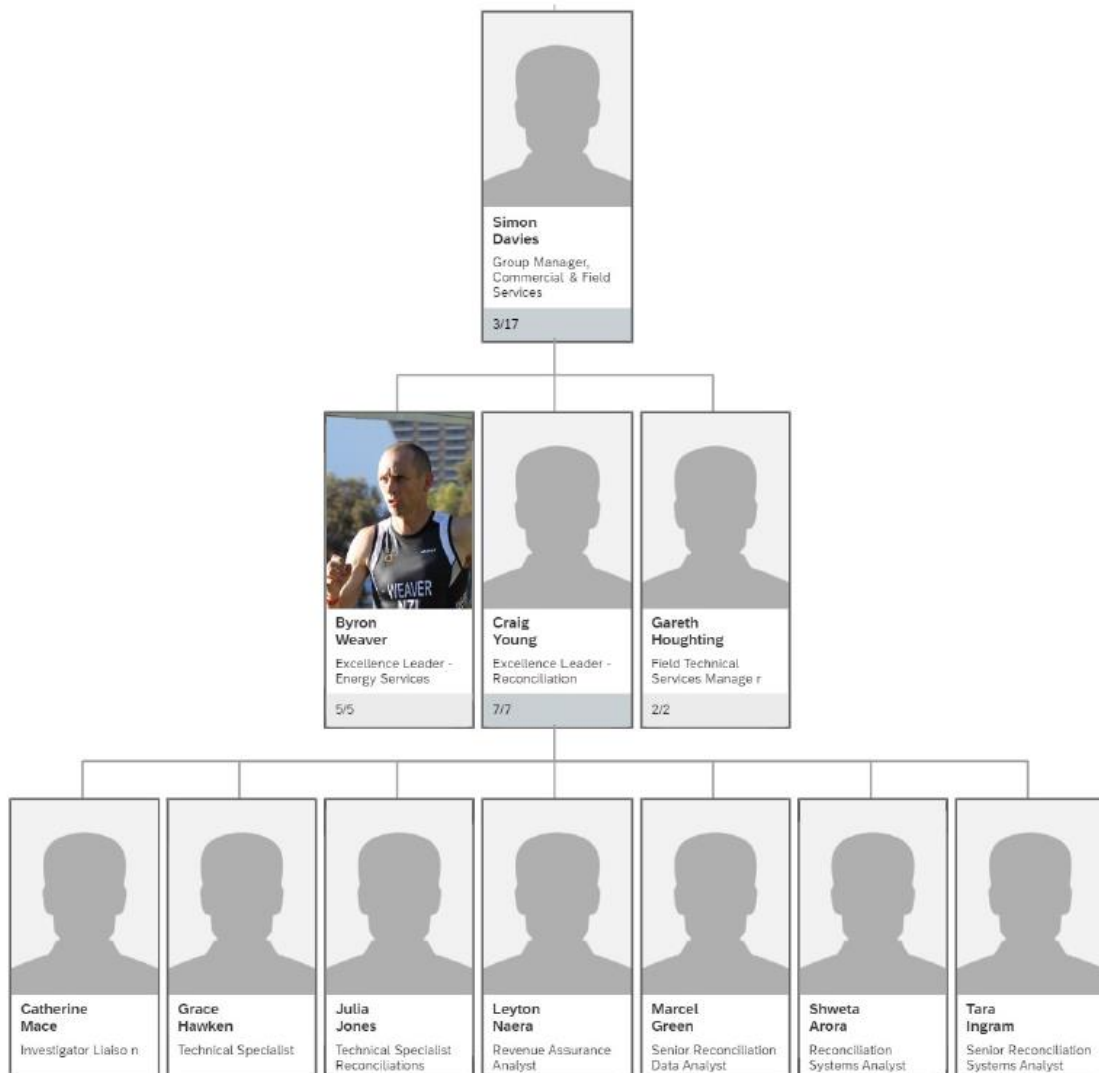 Simon
Davies
Group Manager,
Commercial & Field
Services
3/17
WEAVER
NZL
Byron
Weaver
Excellence Leader -
Energy Services
5/5
Craig
Young
Excellence Leader -
Reconciliation
7/7
Gareth
Houghting
Field Technical
Services Manage r
2/2
Catherine
Mace
Investigator Liaiso n
Grace
Hawken
Technical Specialist
Julia
Jones
Technical Specialist
Reconciliations
Leyton
Naera
Revenue Assurance
Analyst
Marcel
Green
Senior Reconciliation
Data Analyst
Shweta
Arora
Reconciliation
Systems Analyst
Tara
Ingram
Senior Reconciliation
Systems Analyst